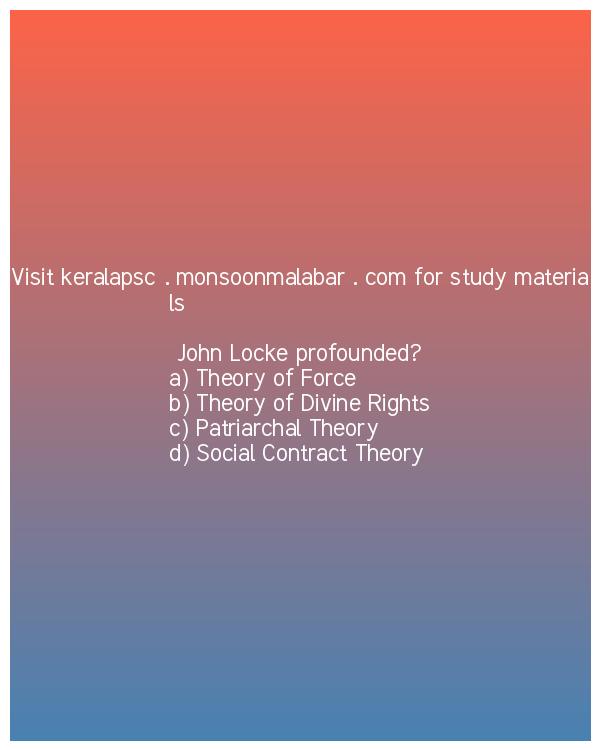 Visit keralapsc . monsoonmalabar . com for study materia
ls
John Locke profounded?
a) Theory of Force
b) Theory of Divine Rights
c) Patriarchal Theory
d) Social Contract Theory